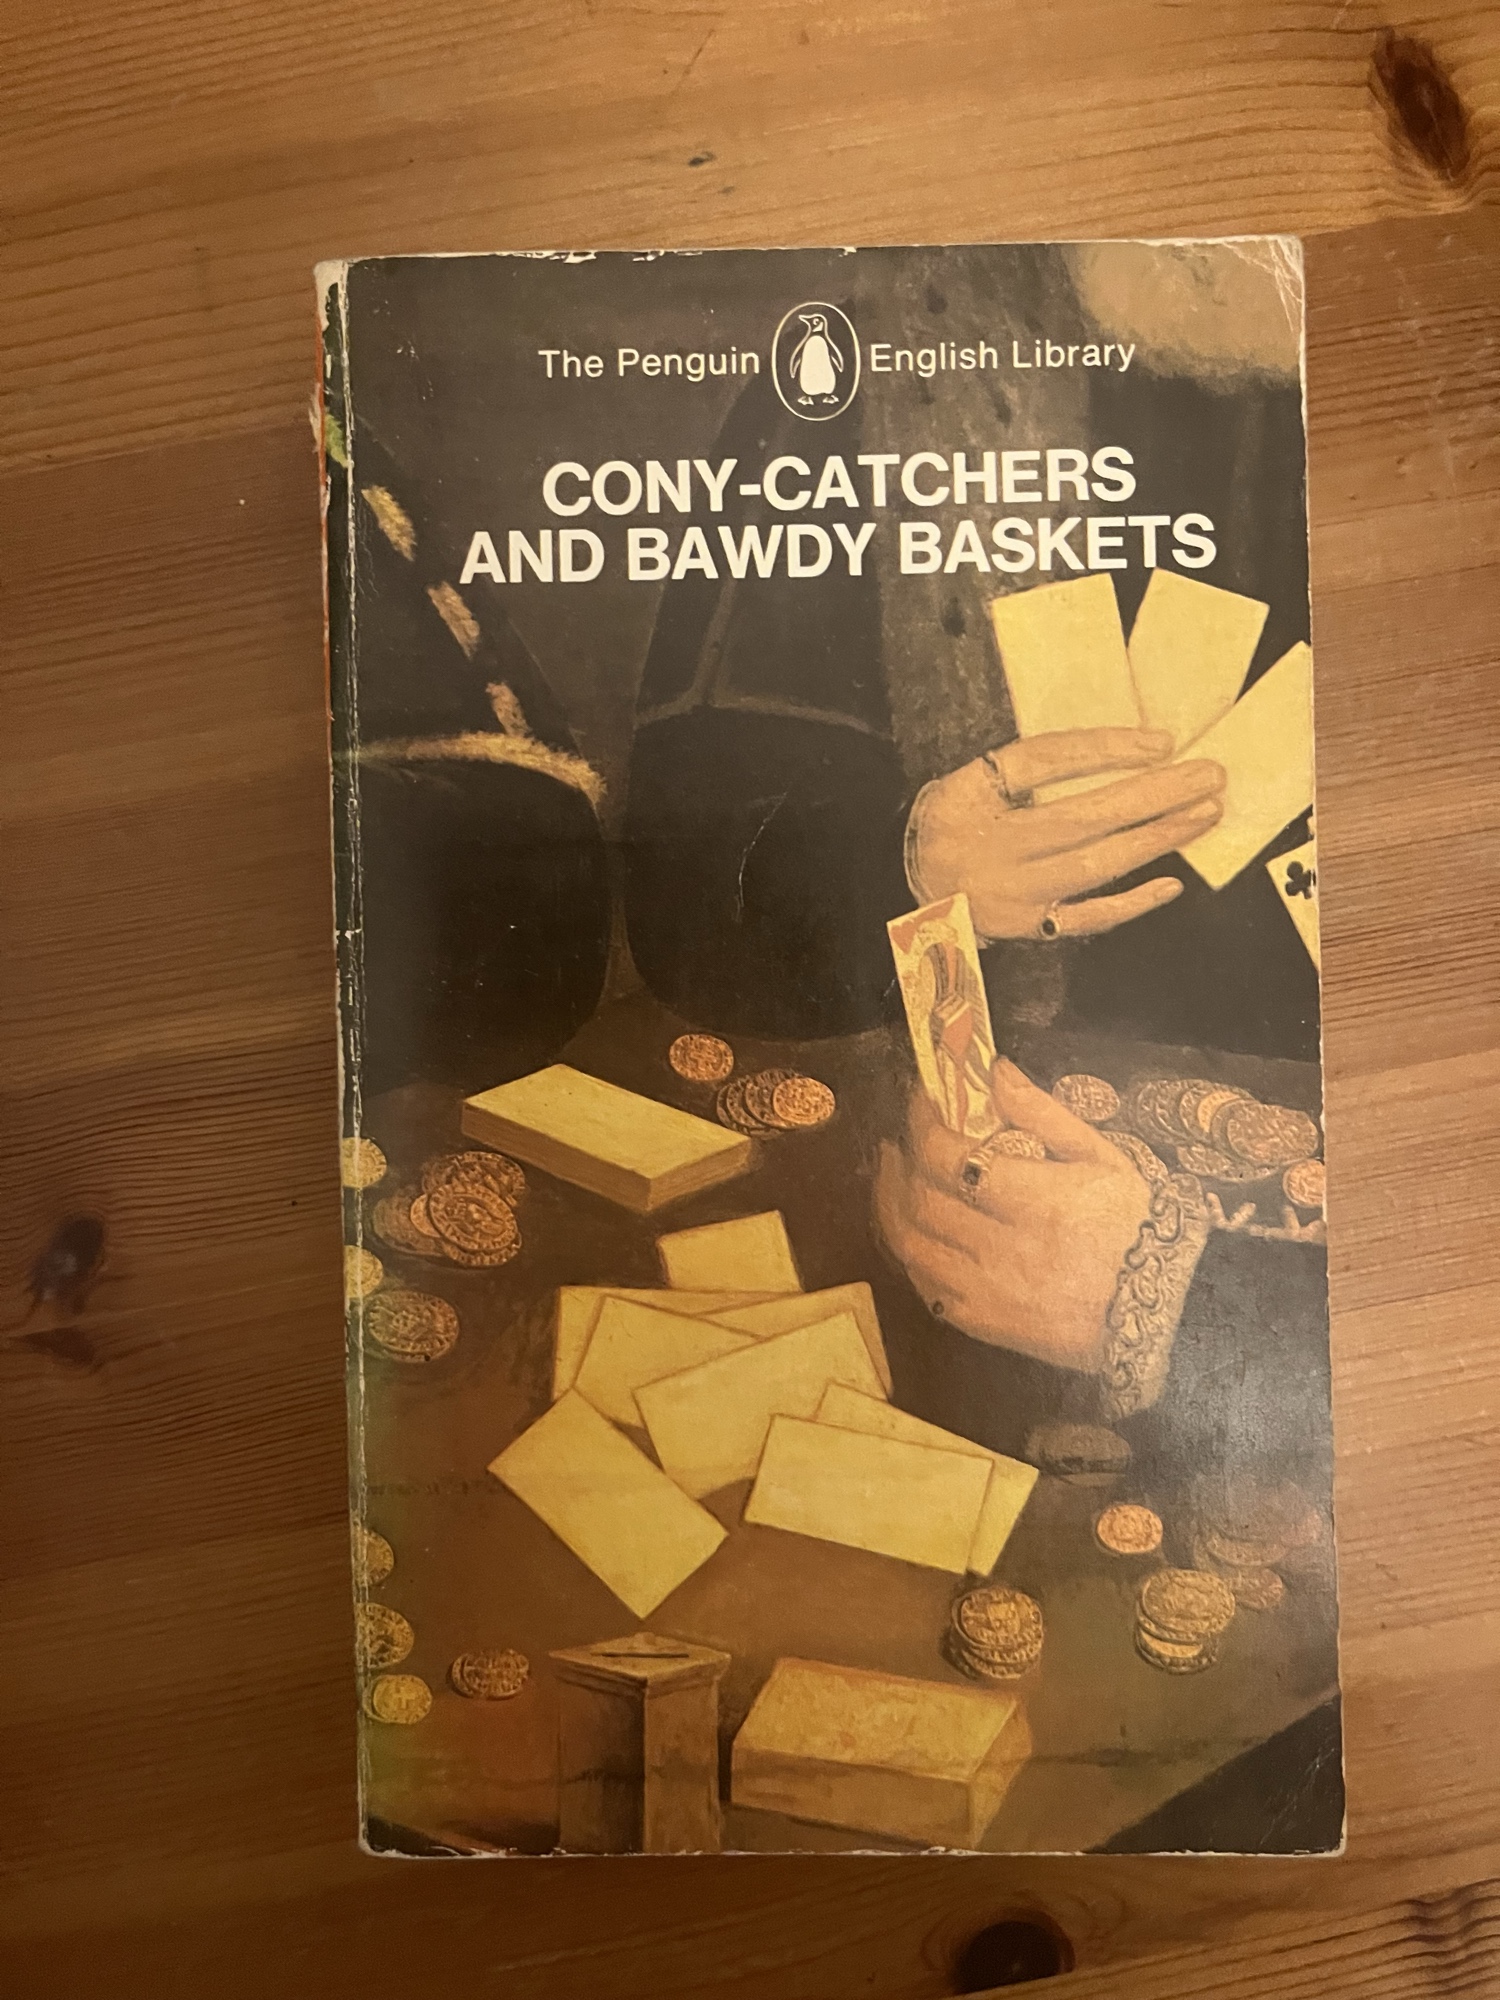 The Penguin English Library
CONY-CATCHERS
AND BAWDY BASKETS